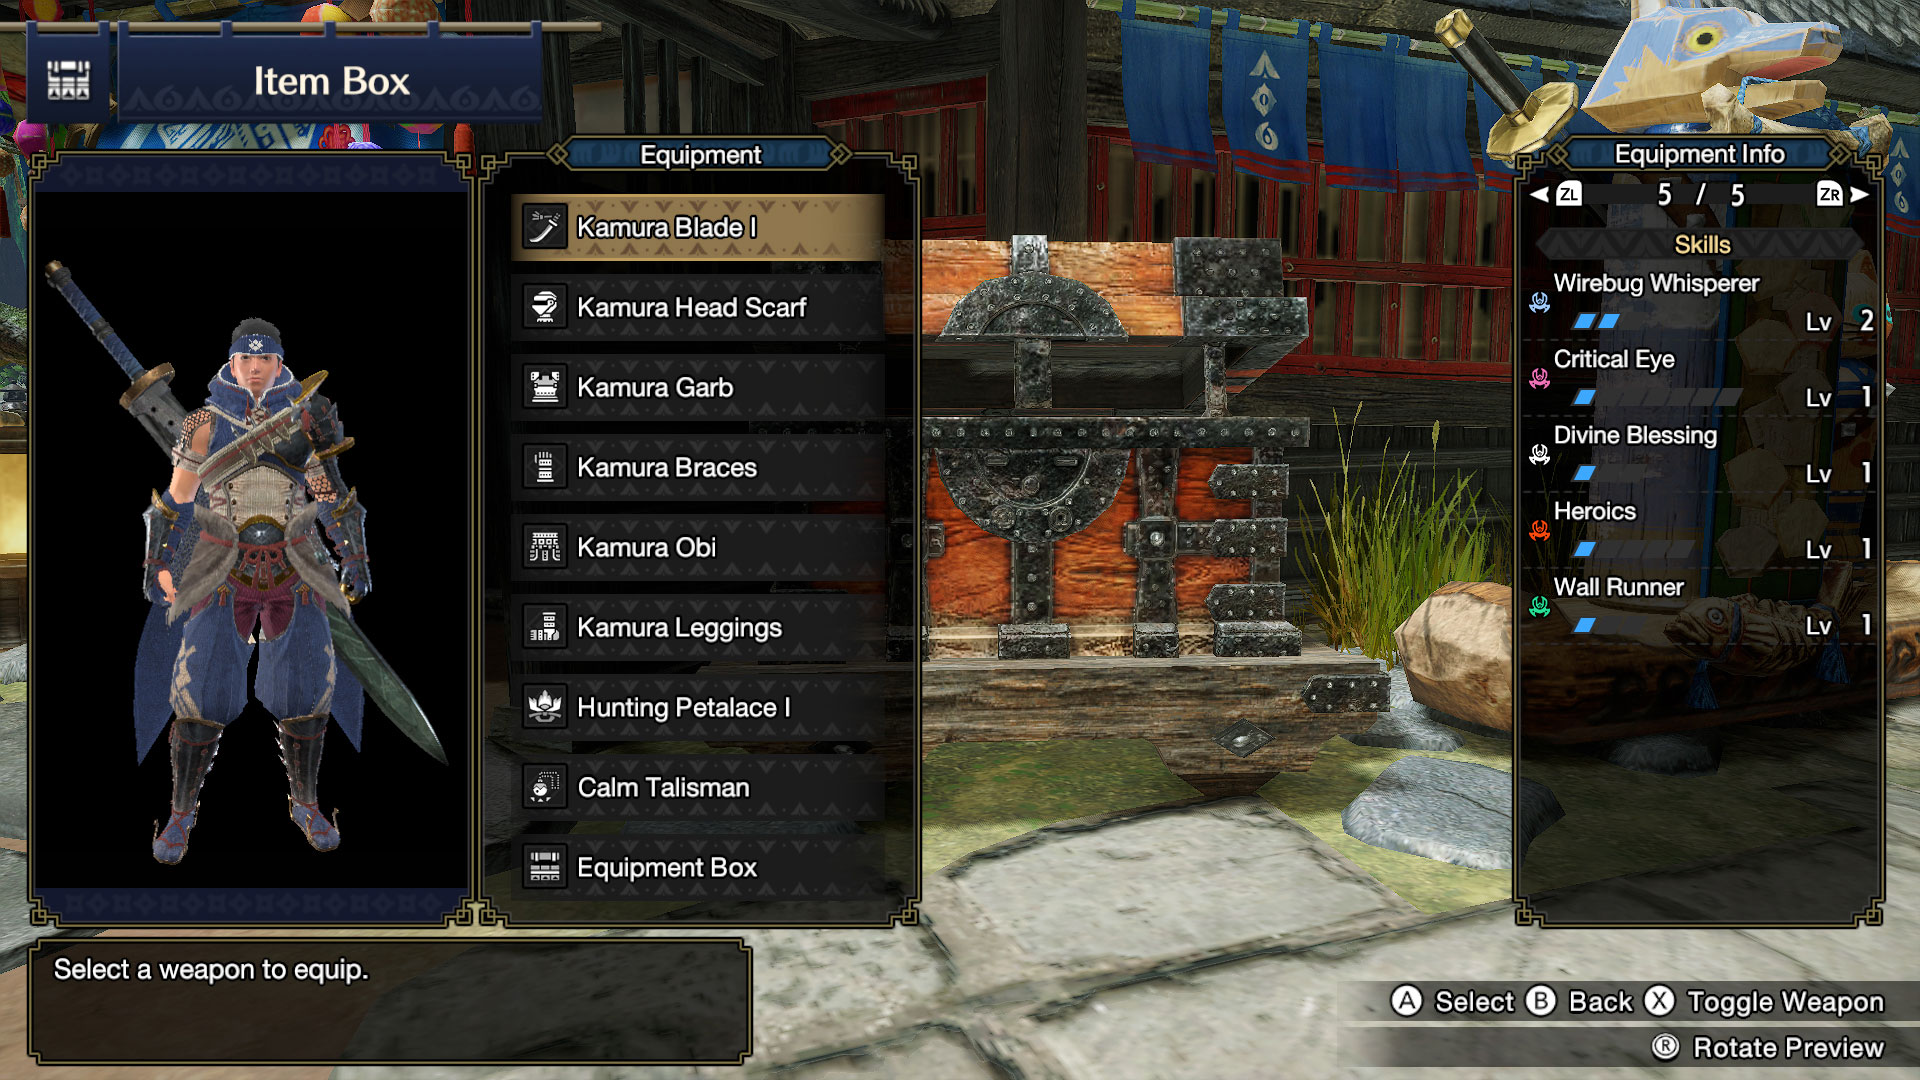 Item Box
Equipment
Kamura Blade I
Kamura Head Scarf
Kamura Garb
Kamura Braces
Kamura Obi
Kamura Leggings
Hunting Petalace I
Calm Talisman
Equipment Box
Equipment Info
ZL 5 / 5 ZR
Skills
Wirebug Whisperer
Lv 2
Critical Eye
Lv 1
Divine Blessing
Lv 1
Heroics
Lv 1
Wall Runner
Lv 1
Select a weapon to equip.
A Select B Back X Toggle Weapon
R Rotate Preview